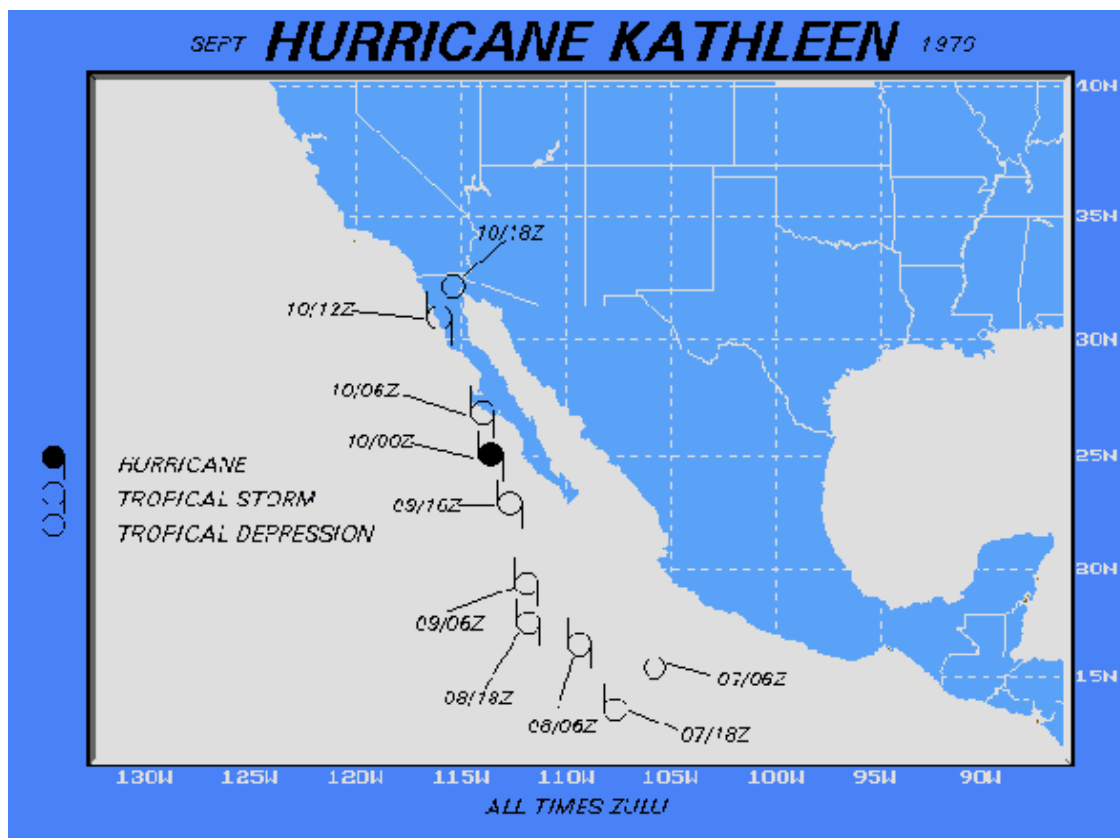 SEPT HURRICANE KATHLEEN 1976
40N
35N
10/18Z
10/12Z
30N
10/06Z
10/00Z
25N
HURRICANE
TROPICAL STORM
09/18Z
TROPICAL DEPRESSION
20N
09/06Z
07/06Z
15N
08/18Z
08/06Z
07/18Z
130W 125W 120W 115W 110W 105W 100W 95W 90W
ALL TIMES ZULU